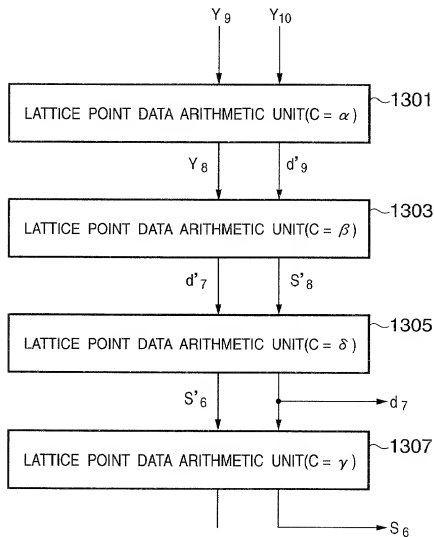 Y9 Y10
1301
LATTICE POINT DATA ARITHMETIC UNIT(C= α)
Y8 d'9
1303
LATTICE POINT DATA ARITHMETIC UNIT(C= β)
d'7 S'8
1305
LATTICE POINT DATA ARITHMETIC UNIT(C= δ)
S'6 d7
1307
LATTICE POINT DATA ARITHMETIC UNIT(C= γ)
S6